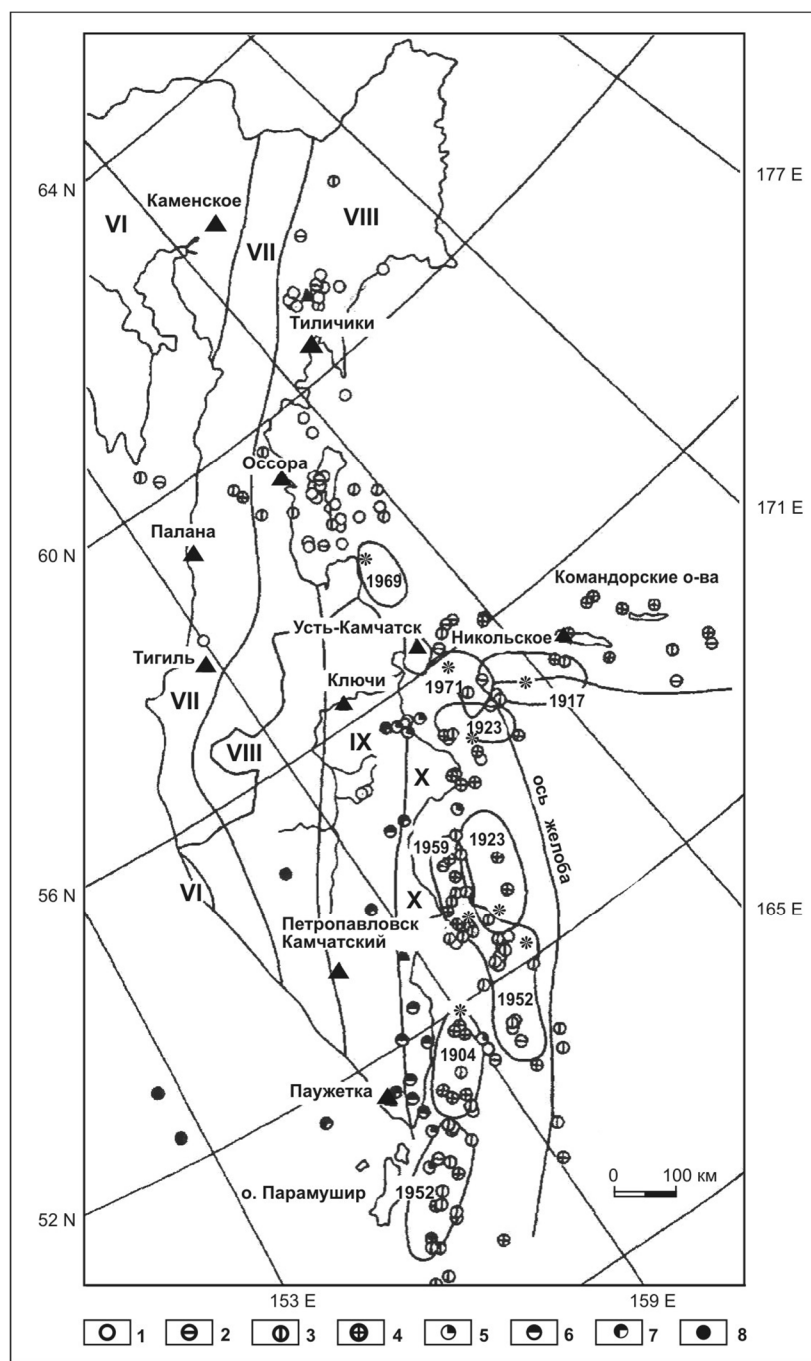 177 E
64 N
Каменское
VI
VIII
VII
Тиличики
Оссора
171 E
Палана
60 N
Командорские о-ва
1969
Усть-Камчатск
Никольское
Тигиль
Ключи
1971
1917
VII
VIII
IX
1923
X
ось желоба
1959
1923
VI
X
56 N
165 E
Петропавловск
Камчатский
1952
1904
Паужетка
0 100 км
о. Парамушир
1952
52 N
153 E
159 E
1 2 3 4 5 6 7 8